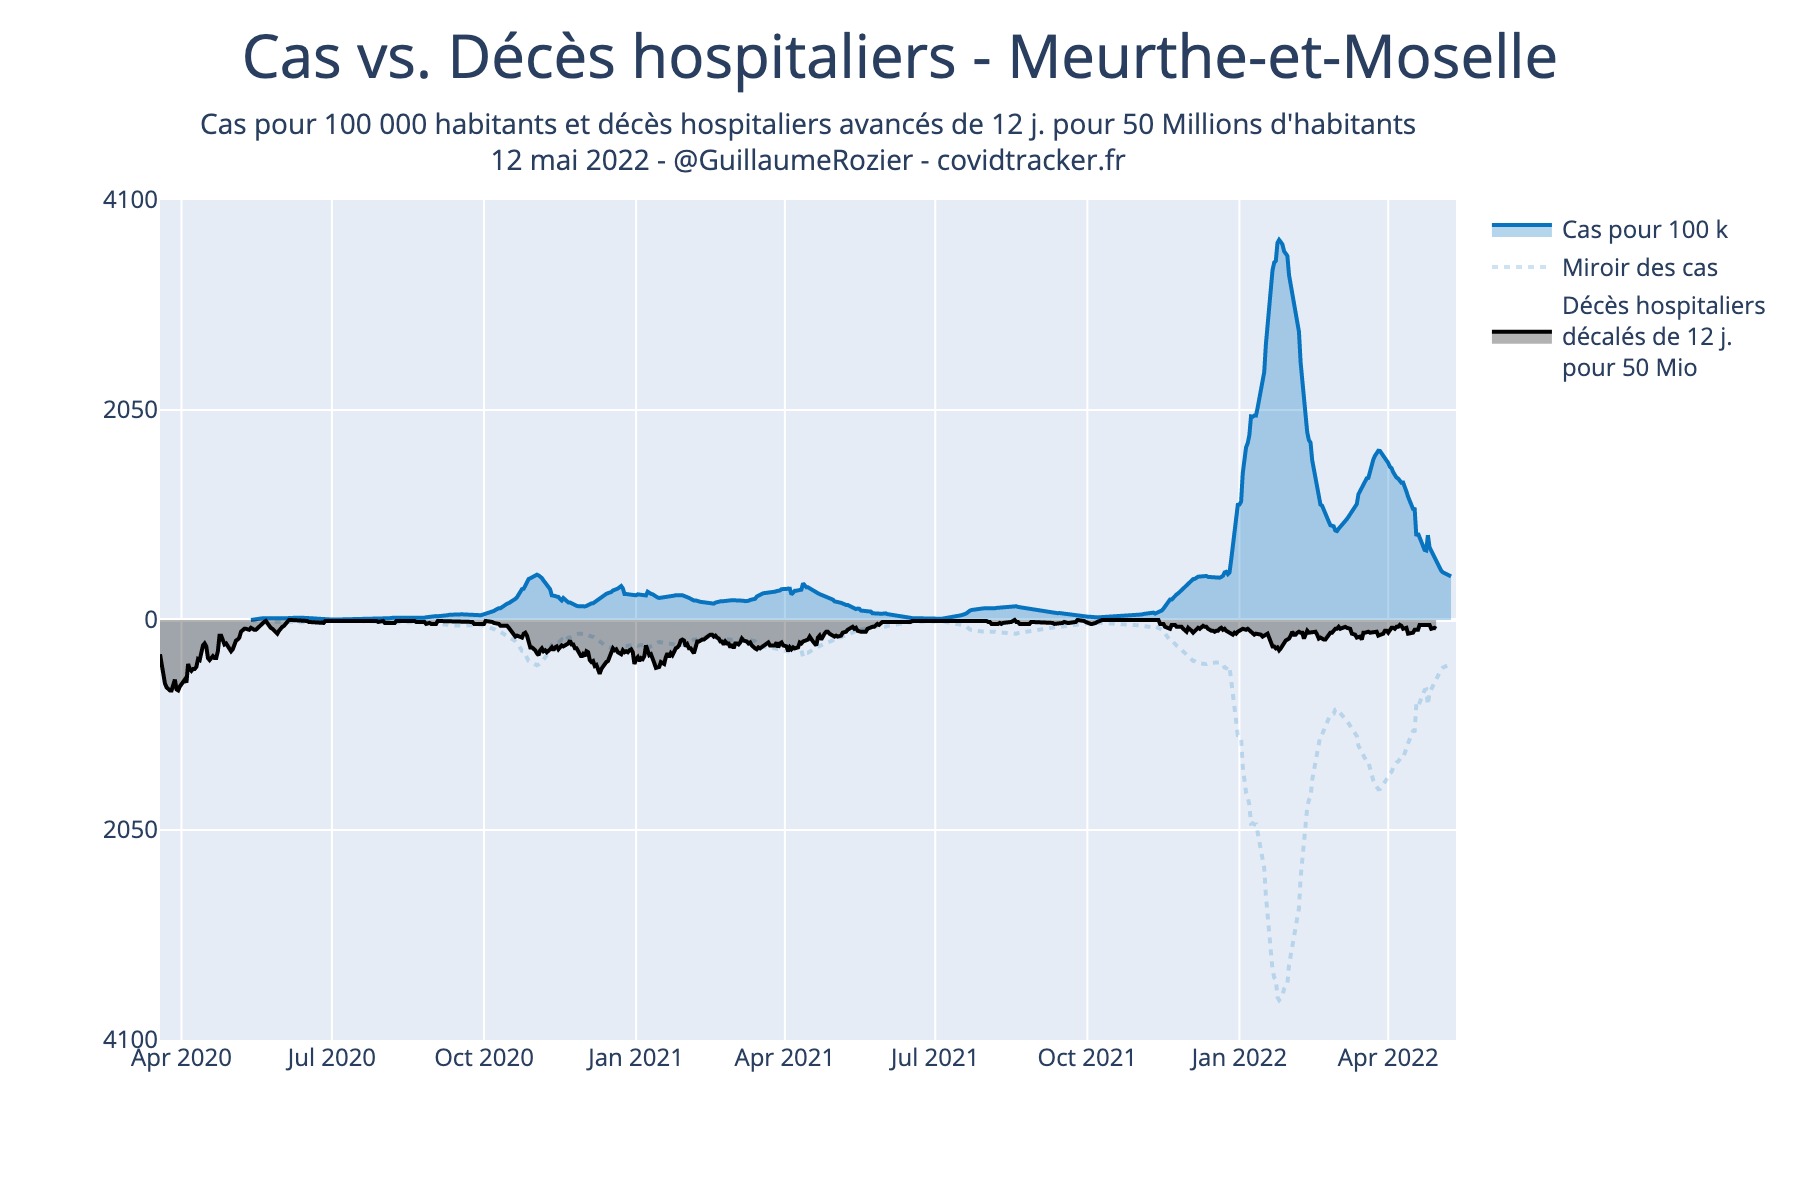 Cas vs. Décès hospitaliers - Meurthe-et-Moselle
Cas pour 100 000 habitants et décès hospitaliers avancés de 12 j. pour 50 Millions d'habitants
12 mai 2022 - @GuillaumeRozier - covidtracker.fr
4100
2050
0
2050
4100
Apr 2020
Jul 2020
Oct 2020
Jan 2021
Apr 2021
Jul 2021
Oct 2021
Jan 2022
Apr 2022
Cas pour 100 k
Miroir des cas
Décès hospitaliers
décalés de 12 j.
pour 50 Mio